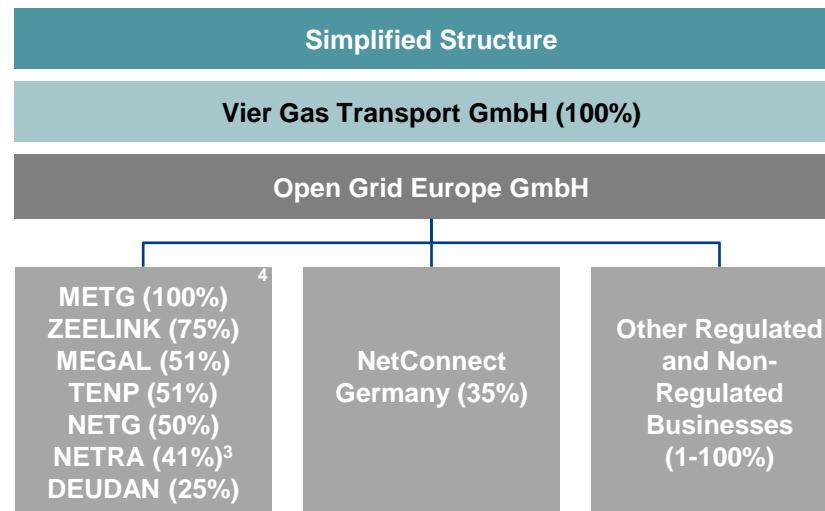 Simplified Structure
Vier Gas Transport GmbH (100%)
Open Grid Europe GmbH
4
METG (100%)
ZEELINK (75%)
MEGAL (51%)
TENP (51%)
NETG (50%)
NETRA (41%)³
DEUDAN (25%)
NetConnect
Germany (35%)
Other Regulated
and Non-
Regulated
Businesses
(1-100%)